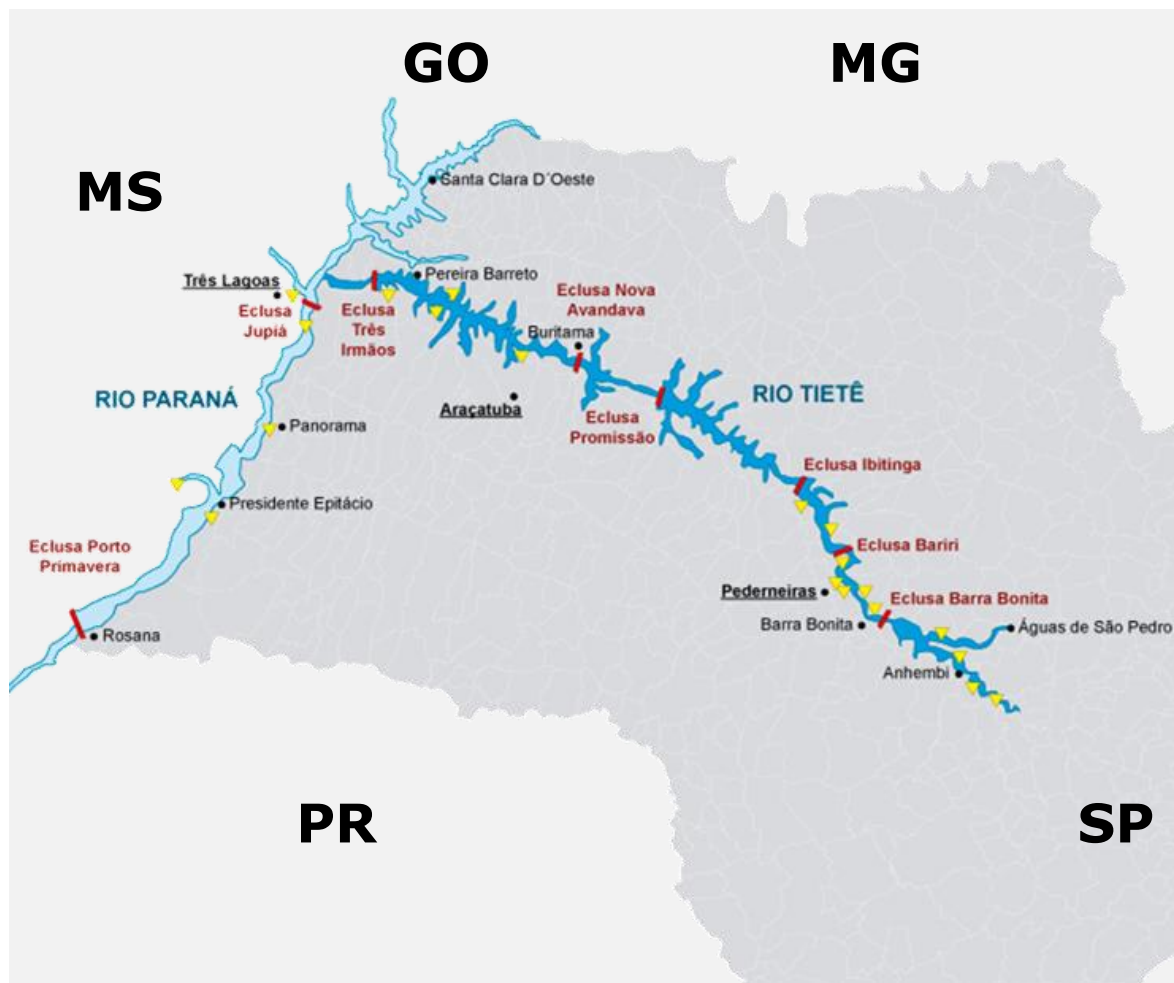 GO
MG
MS
Santa Clara D´Oeste
Três Lagoas
Pereira Barreto
Eclusa
Jupiá
Eclusa
Três
Irmãos
Eclusa Nova
Avandava
Buritama
RIO PARANÁ
Araçatuba
Eclusa
Promissão
RIO TIETÊ
Panorama
Eclusa Ibitinga
Presidente Epitácio
Eclusa Porto
Primavera
Eclusa Bariri
Pederneiras
Eclusa Barra Bonita
Barra Bonita
Águas de São Pedro
Rosana
Anhembi
PR
SP